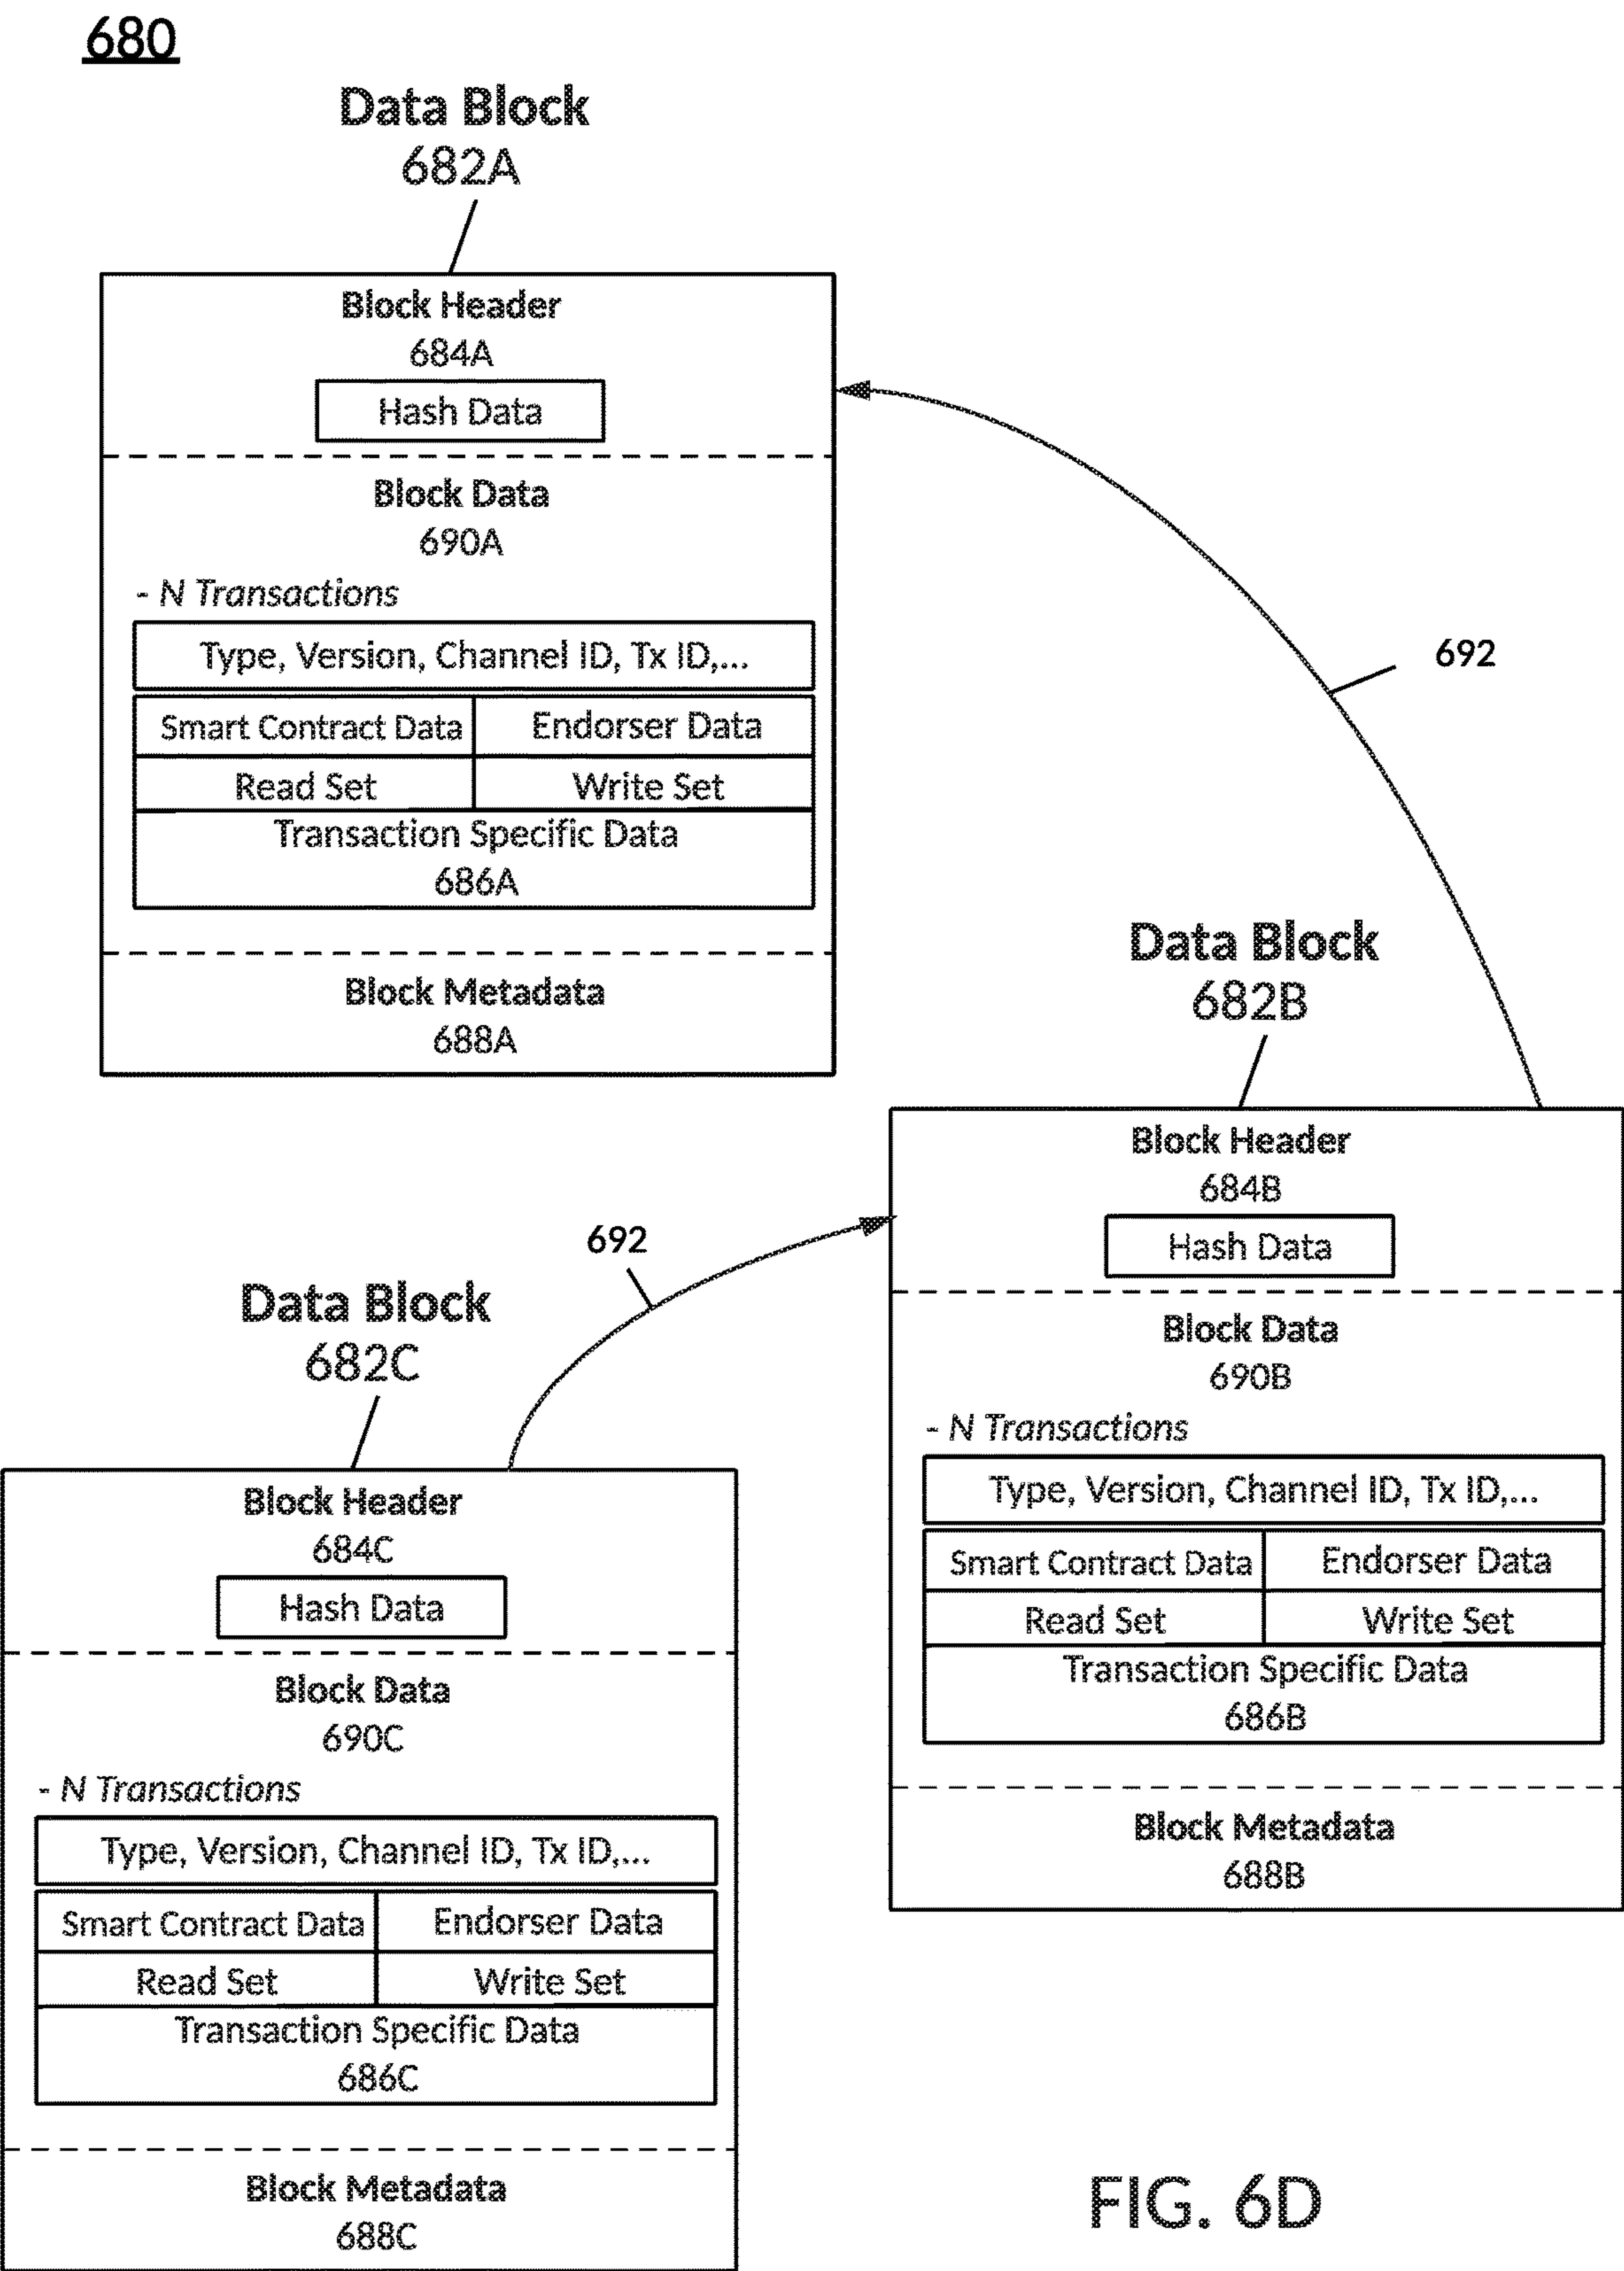 680
Data Block
682A
Block Header
684A
Hash Data
Block Data
690A
- N Transactions
Type, Version, Channel ID, Tx ID,...
Smart Contract Data
Endorser Data
Read Set
Write Set
Transaction Specific Data
686A
Block Metadata
688A
692
Data Block
682B
Block Header
684B
Hash Data
Block Data
690B
- N Transactions
Type, Version, Channel ID, Tx ID,...
Smart Contract Data
Endorser Data
Read Set
Write Set
Transaction Specific Data
686B
Block Metadata
688B
692
Data Block
682C
Block Header
684C
Hash Data
Block Data
690C
- N Transactions
Type, Version, Channel ID, Tx ID,...
Smart Contract Data
Endorser Data
Read Set
Write Set
Transaction Specific Data
686C
Block Metadata
688C
FIG. 6D